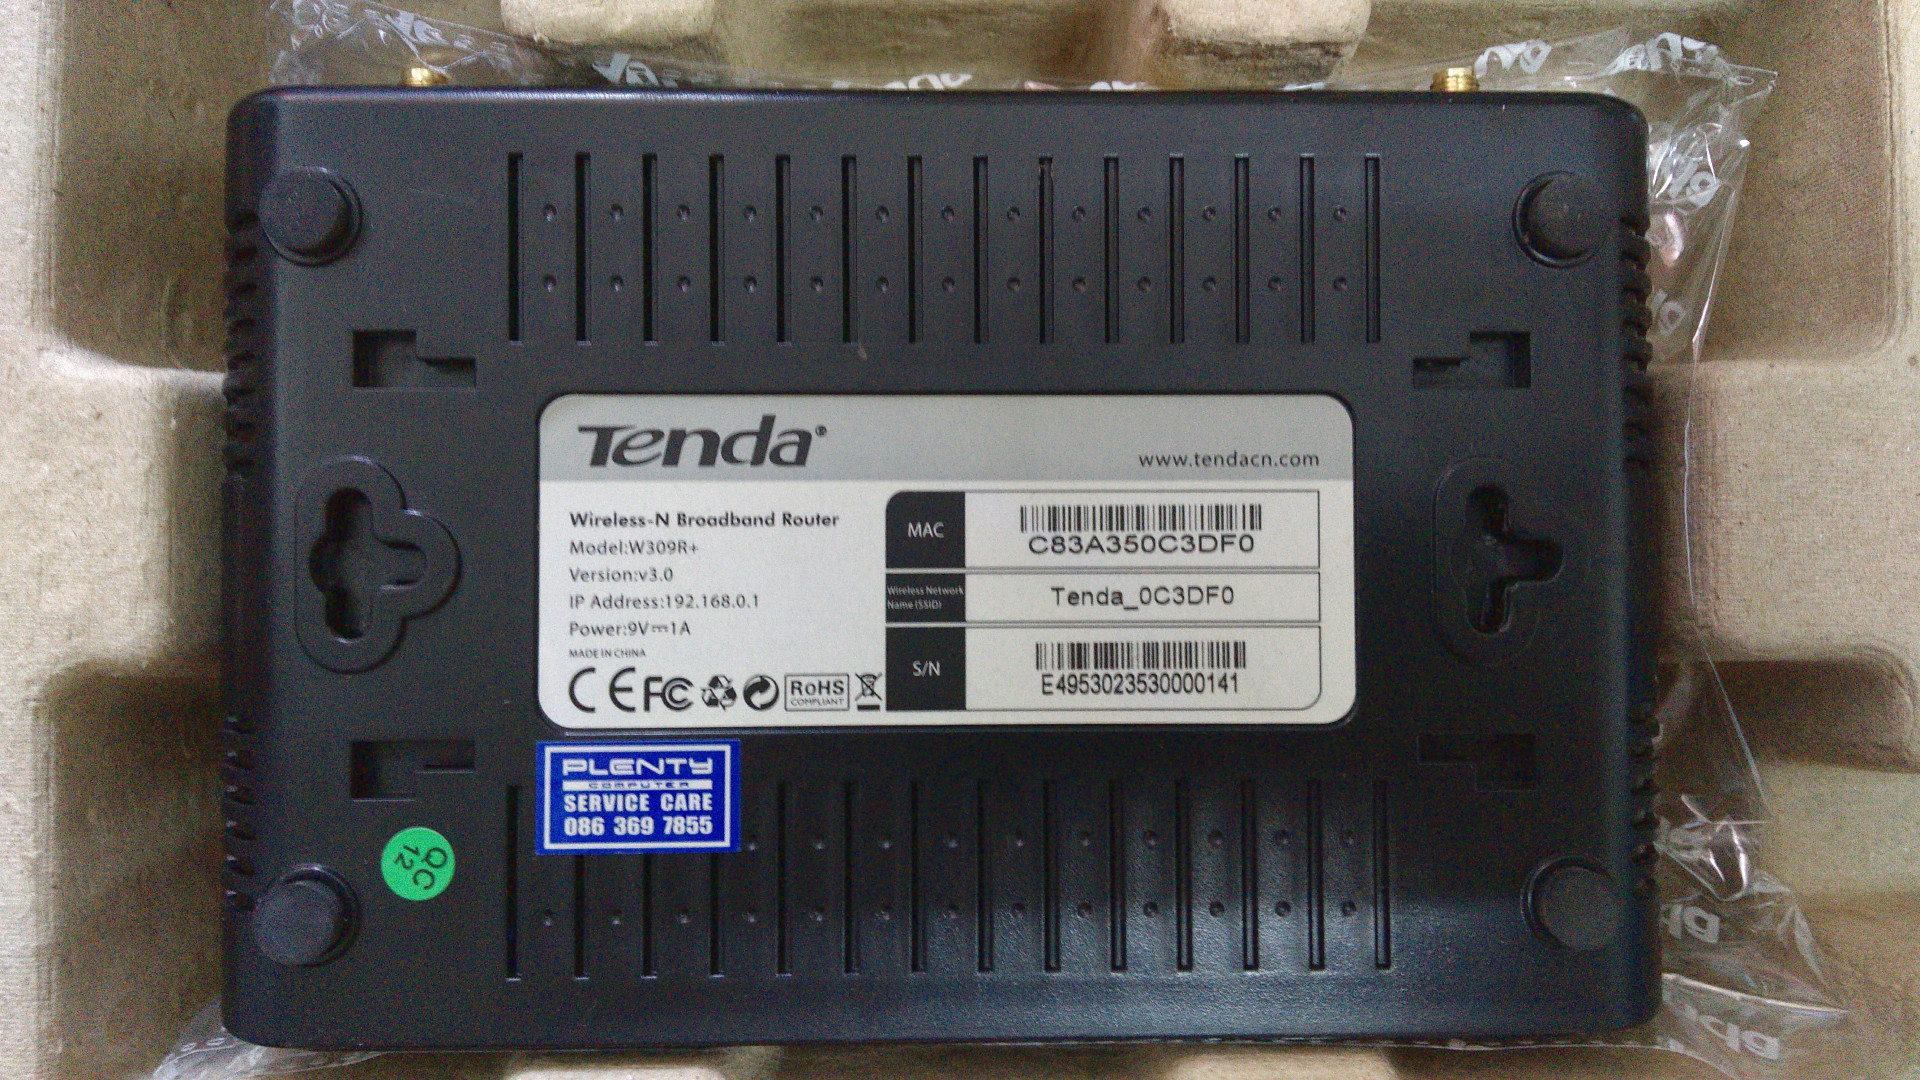 Tenda®
www.tendacn.com
Wireless-N Broadband Router
Model:W309R+
Version:v3.0
IP Address:192.168.0.1
Power:9V⎓1A
MADE IN CHINA
CE FC RoHS
COMPLIANT
MAC
C83A350C3DF0
Wireless Network
Name (SSID)
Tenda_0C3DF0
S/N
E4953023530000141
PLENTY
COMPUTER
SERVICE CARE
086 369 7855
QC
12